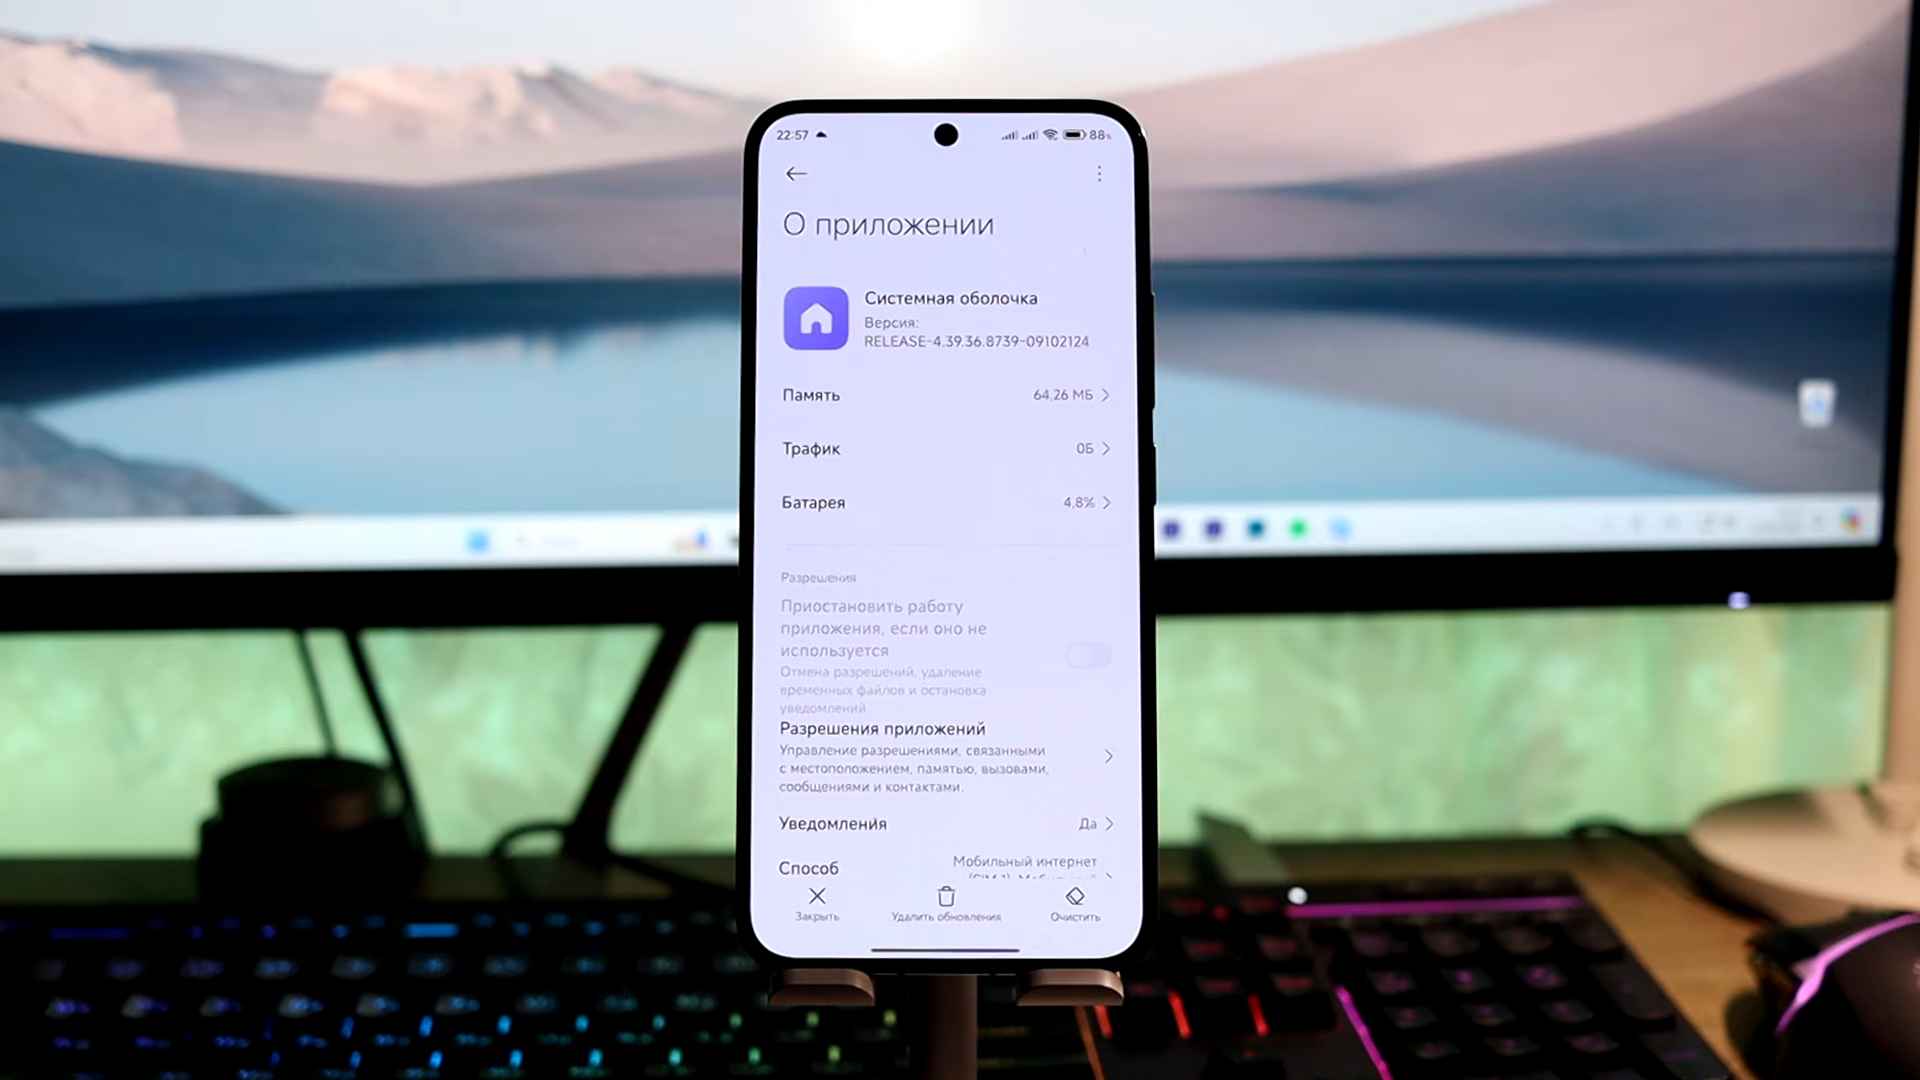 22:57
88%
О приложении
Системная оболочка
Версия:
RELEASE-4.39.36.8739-09102124
Память 64,26 МБ
Трафик 0Б
Батарея 4,8%
Разрешения
Приостановить работу
приложения, если оно не
используется
Отмена разрешений, удаление
временных файлов и остановка
уведомлений
Разрешения приложений
Управление разрешениями, связанными
с местоположением, памятью, вызовами,
сообщениями и контактами.
Уведомления Да
Способ Мобильный интернет
Закрыть Удалить обновления Очистить